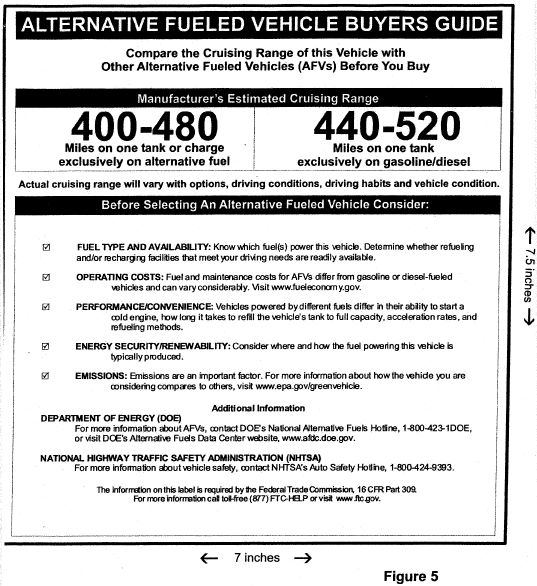 ALTERNATIVE FUELED VEHICLE BUYERS GUIDE
Compare the Cruising Range of this Vehicle with
Other Alternative Fueled Vehicles (AFVs) Before You Buy
Manufacturer's Estimated Cruising Range
400-480
Miles on one tank or charge
exclusively on alternative fuel
440-520
Miles on one tank
exclusively on gasoline/diesel
Actual cruising range will vary with options, driving conditions, driving habits and vehicle condition.
Before Selecting An Alternative Fueled Vehicle Consider:
☑ FUEL TYPE AND AVAILABILITY: Know which fuel(s) power this vehicle. Determine whether refueling
and/or recharging facilities that meet your driving needs are readily available.
☑ OPERATING COSTS: Fuel and maintenance costs for AFVs differ from gasoline or diesel-fueled
vehicles and can vary considerably. Visit www.fueleconomy.gov.
☑ PERFORMANCE/CONVENIENCE: Vehicles powered by different fuels differ in their ability to start a
cold engine, how long it takes to refill the vehicle's tank to full capacity, acceleration rates, and
refueling methods.
☑ ENERGY SECURITY/RENEWABILITY: Consider where and how the fuel powering this vehicle is
typically produced.
☑ EMISSIONS: Emissions are an important factor. For more information about how the vehicle you are
considering compares to others, visit www.epa.gov/greenvehicle.
Additional Information
DEPARTMENT OF ENERGY (DOE)
For more information about AFVs, contact DOE's National Alternative Fuels Hotline, 1-800-423-1DOE,
or visit DOE's Alternative Fuels Data Center website, www.afdc.doe.gov.
NATIONAL HIGHWAY TRAFFIC SAFETY ADMINISTRATION (NHTSA)
For more information about vehicle safety, contact NHTSA's Auto Safety Hotline, 1-800-424-9393.
The information on this label is required by the Federal Trade Commission, 16 CFR Part 309.
For more information call toll-free (877) FTC-HELP or visit www.ftc.gov.
← 7.5 inches →
← 7 inches →
Figure 5